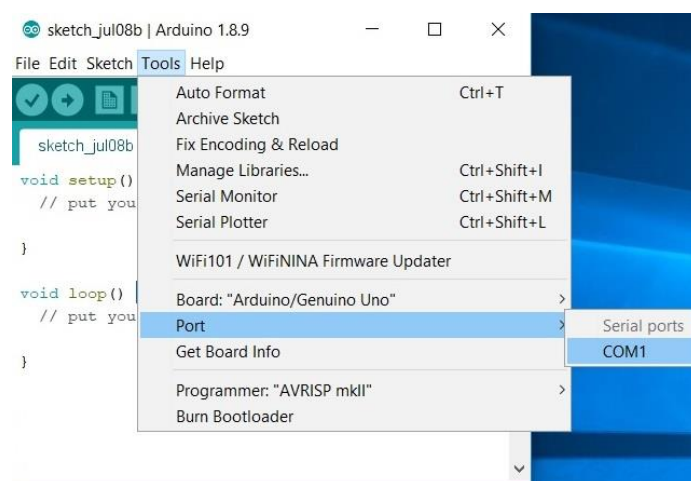 sketch_jul08b | Arduino 1.8.9
File Edit Sketch Tools Help
sketch_jul08b
void setup()
// put you
}
void loop()
// put you
}
Auto Format Ctrl+T
Archive Sketch
Fix Encoding & Reload
Manage Libraries... Ctrl+Shift+I
Serial Monitor Ctrl+Shift+M
Serial Plotter Ctrl+Shift+L
WiFi101 / WiFiNINA Firmware Updater
Board: "Arduino/Genuino Uno"
Port
Get Board Info
Programmer: "AVRISP mkII"
Burn Bootloader
Serial ports
COM1